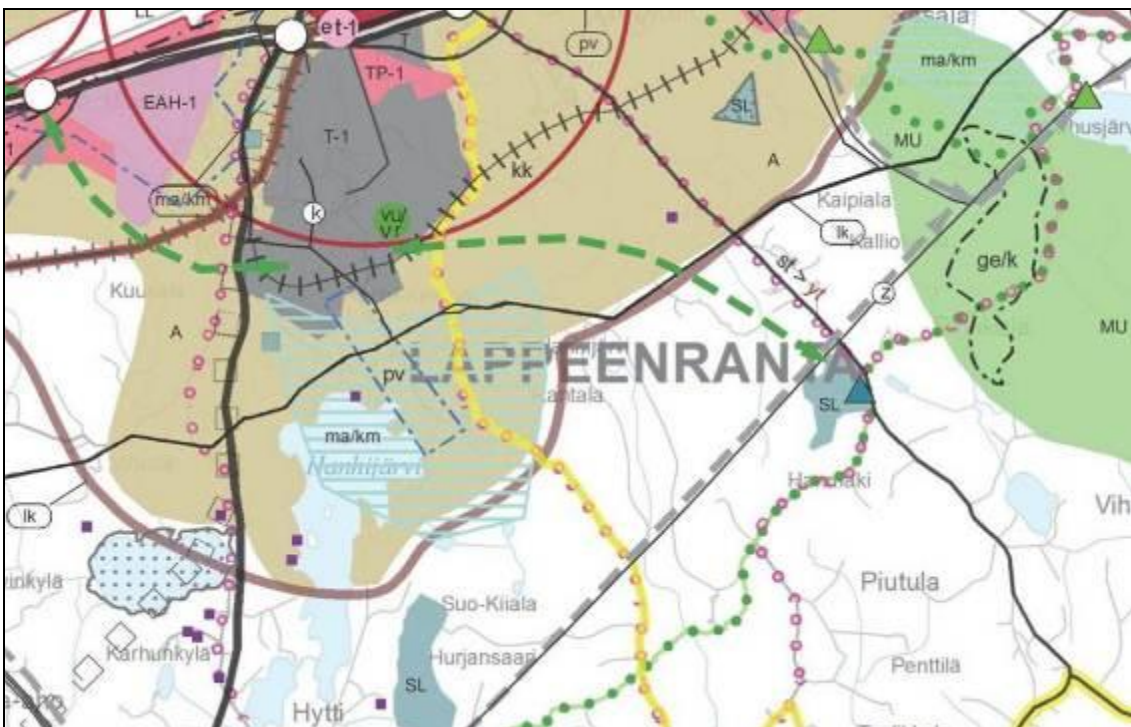 et-1
T
pv
TP-1
SL
ma/km
EAH-1
T-1
MU
kk
A
ma/km
k
vu/
vr
Kaipiala
lk
Kallio
st > yt
ge/k
z
A
MU
pv
LAPPEENRANTA
Kantala
SL
ma/km
Hanhijärvi
lk
Vih
Piutula
Suo-Kiiala
Hurjansaari
Karhunkylä
Penttilä
SL
Hytti